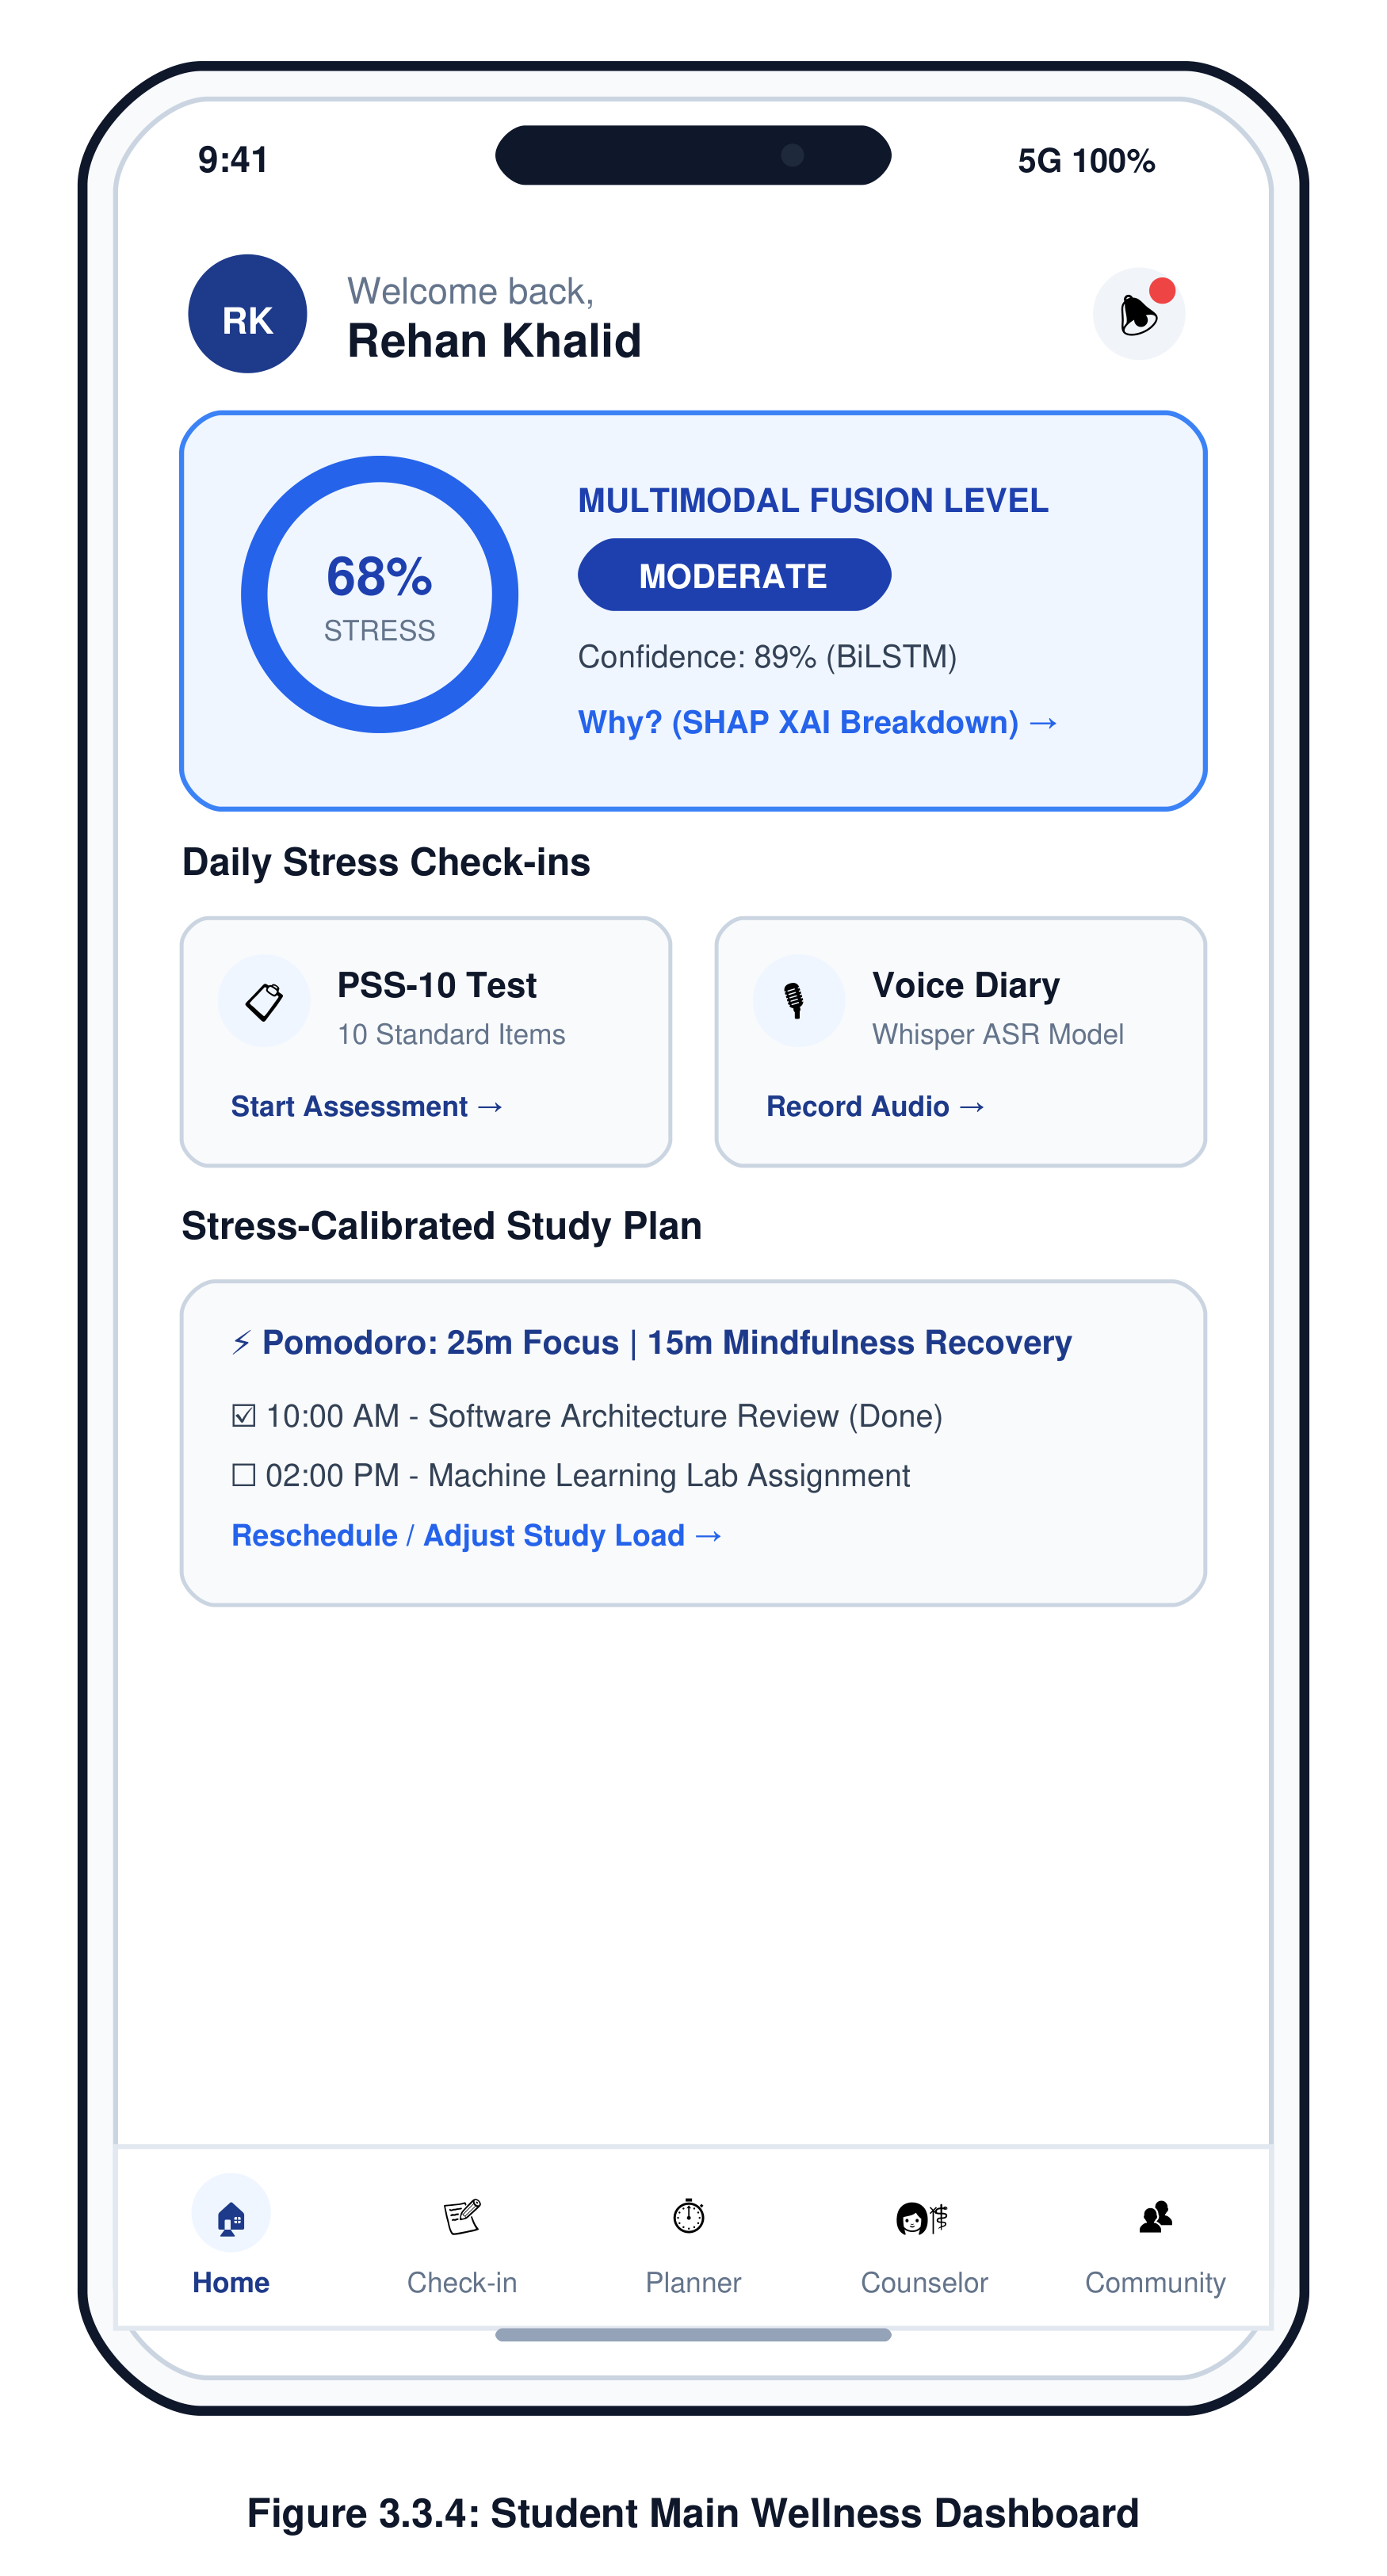 9:41
5G 100%
RK
Welcome back,
Rehan Khalid
68%
STRESS
MULTIMODAL FUSION LEVEL
MODERATE
Confidence: 89% (BiLSTM)
Why? (SHAP XAI Breakdown) →
Daily Stress Check-ins
PSS-10 Test
10 Standard Items
Start Assessment →
Voice Diary
Whisper ASR Model
Record Audio →
Stress-Calibrated Study Plan
⚡ Pomodoro: 25m Focus | 15m Mindfulness Recovery
☑ 10:00 AM - Software Architecture Review (Done)
☐ 02:00 PM - Machine Learning Lab Assignment
Reschedule / Adjust Study Load →
Home
Check-in
Planner
Counselor
Community
Figure 3.3.4: Student Main Wellness Dashboard